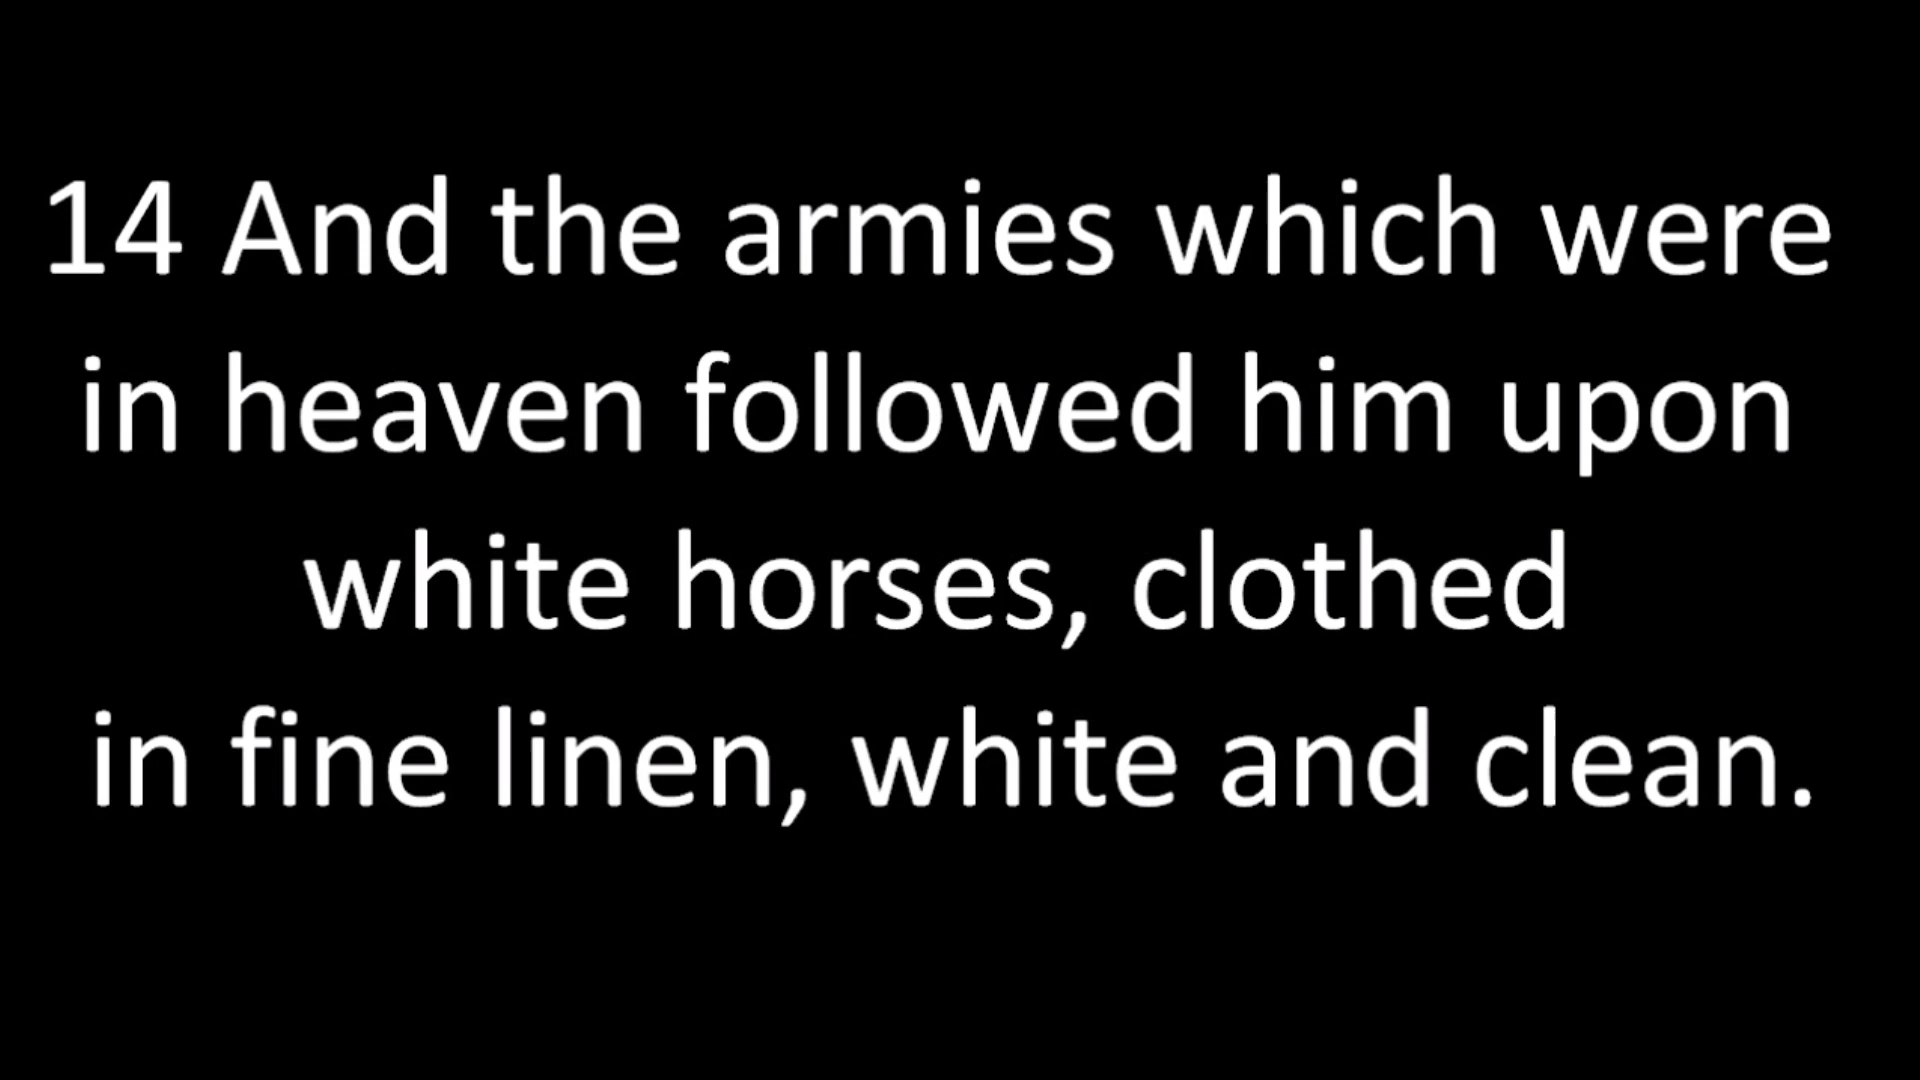 14 And the armies which were
in heaven followed him upon
white horses, clothed
in fine linen, white and clean.